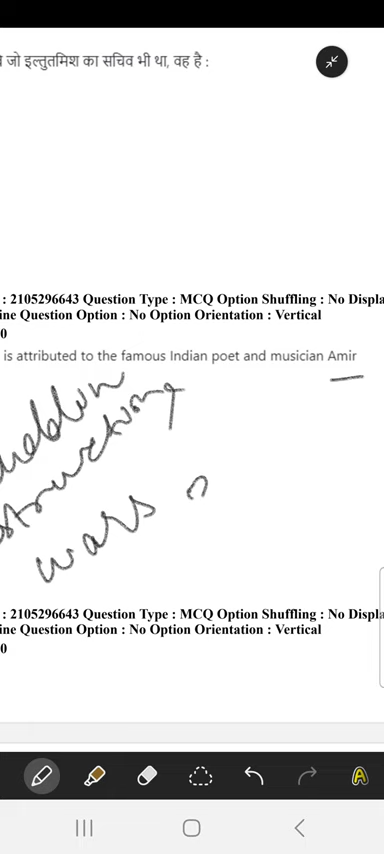 जो इल्तुतमिश का सचिव भी था, वह है :
: 2105296643 Question Type : MCQ Option Shuffling : No Displa
ine Question Option : No Option Orientation : Vertical
0
is attributed to the famous Indian poet and musician Amir
wars
: 2105296643 Question Type : MCQ Option Shuffling : No Displa
ine Question Option : No Option Orientation : Vertical
0